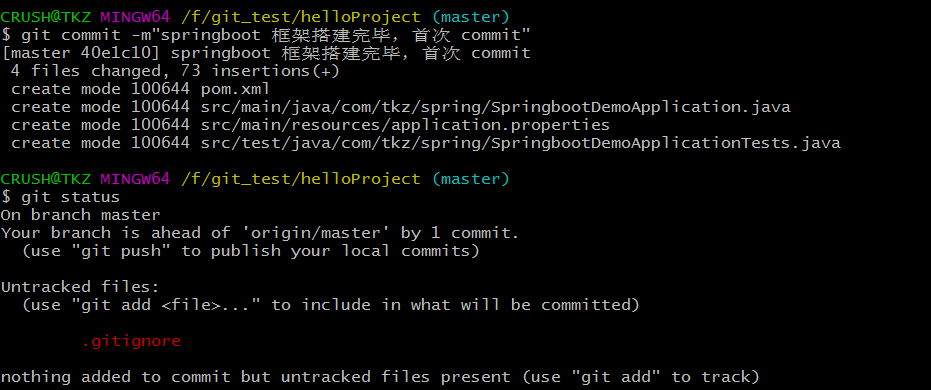 CRUSH@TKZ MINGW64 /f/git_test/helloProject (master)
$ git commit -m"springboot 框架搭建完毕，首次 commit"
[master 40e1c10] springboot 框架搭建完毕，首次 commit
 4 files changed, 73 insertions(+)
 create mode 100644 pom.xml
 create mode 100644 src/main/java/com/tkz/spring/SpringbootDemoApplication.java
 create mode 100644 src/main/resources/application.properties
 create mode 100644 src/test/java/com/tkz/spring/SpringbootDemoApplicationTests.java
CRUSH@TKZ MINGW64 /f/git_test/helloProject (master)
$ git status
On branch master
Your branch is ahead of 'origin/master' by 1 commit.
  (use "git push" to publish your local commits)
Untracked files:
  (use "git add <file>..." to include in what will be committed)
        .gitignore
nothing added to commit but untracked files present (use "git add" to track)